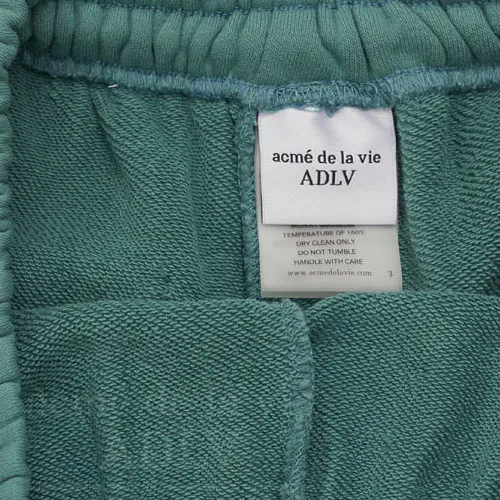 acmé de la vie
ADLV
TEMPERATURE OF 160℃
DRY CLEAN ONLY
DO NOT TUMBLE
HANDLE WITH CARE
www.acmedelavie.com 3